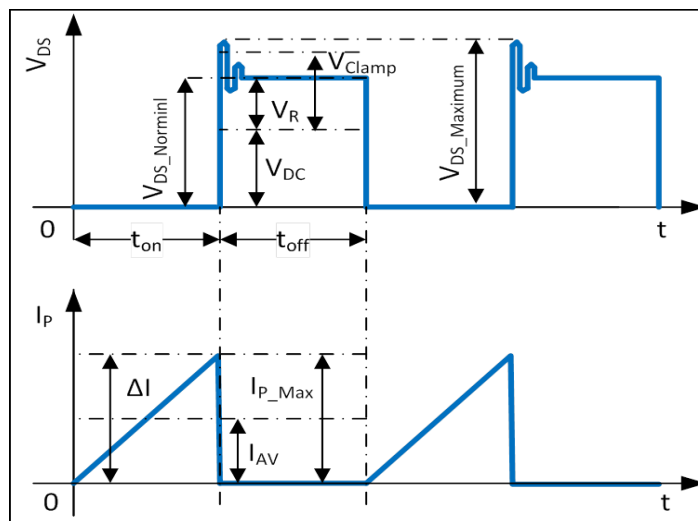 V_DS
V_DS_Norminl
V_Clamp
V_R
V_DC
V_DS_Maximum
0
t_on
t_off
t
I_P
ΔI
I_P_Max
I_AV
0
t